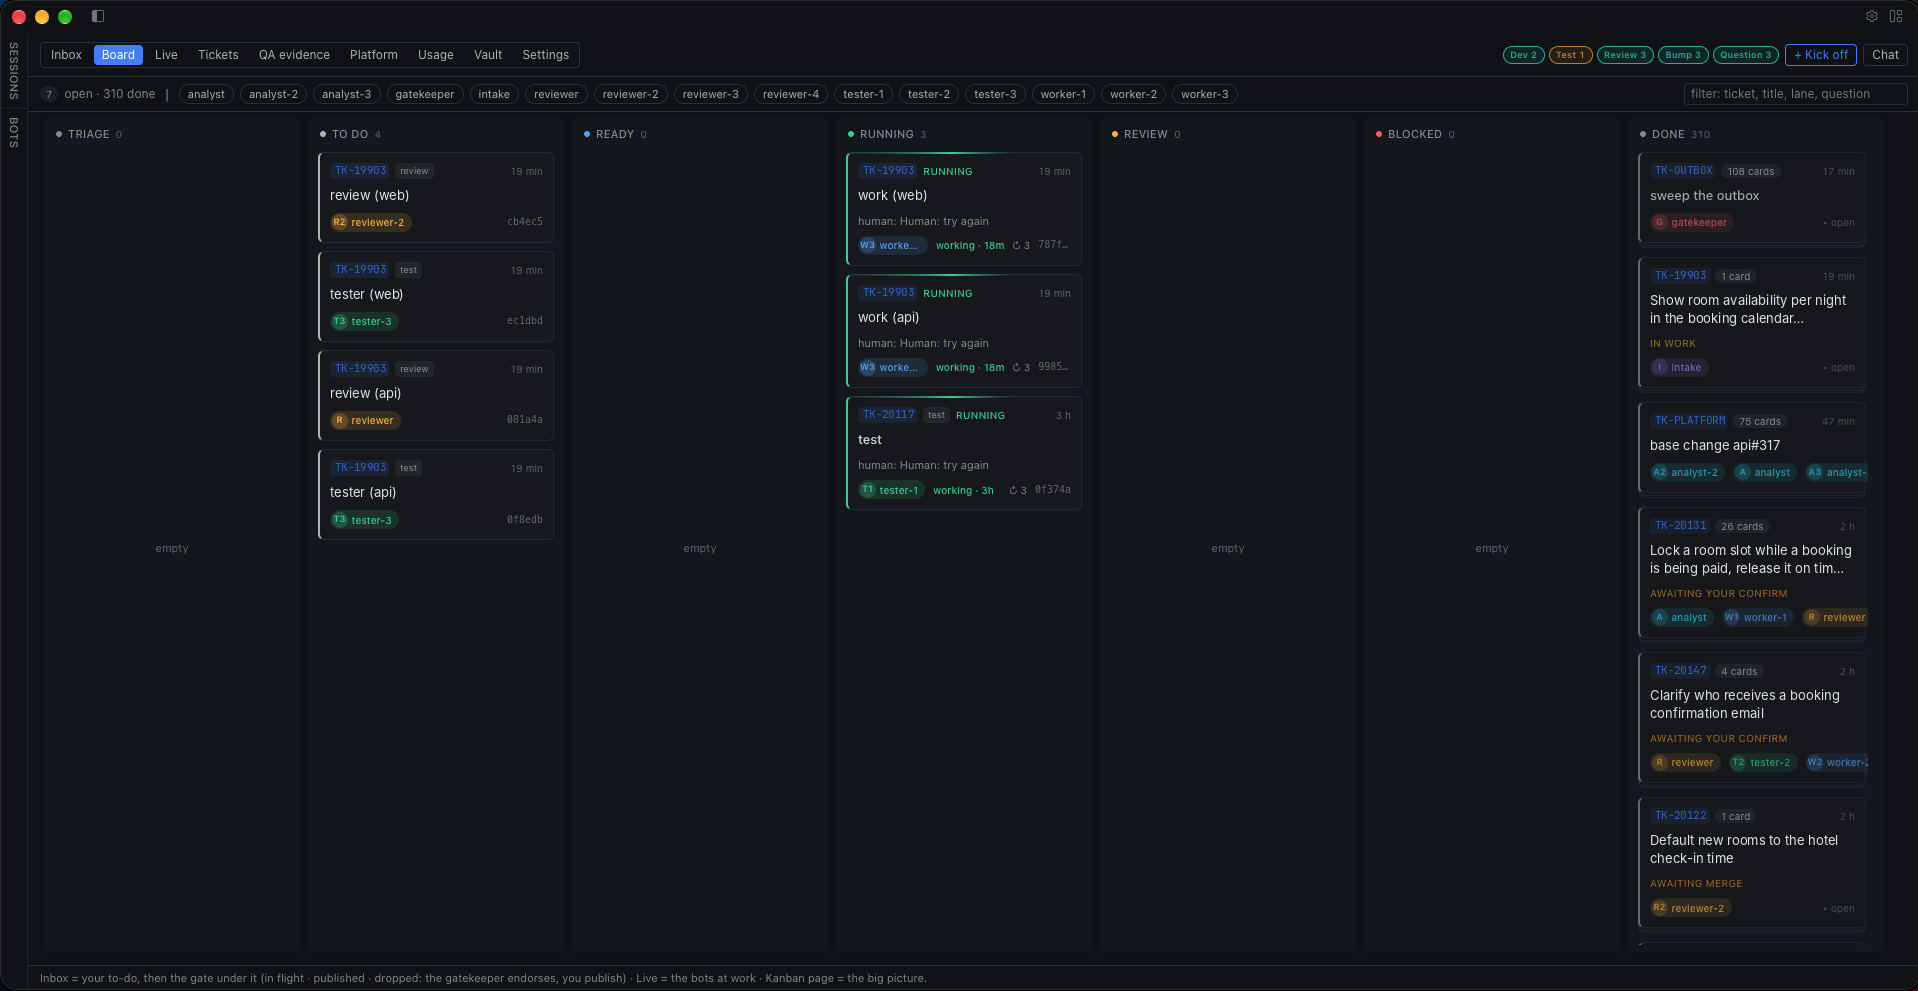 SESSIONS
BOTS
Inbox Board Live Tickets QA evidence Platform Usage Vault Settings
Dev 2 Test 1 Review 3 Bump 3 Question 3 + Kick off Chat
7 open · 310 done | analyst analyst-2 analyst-3 gatekeeper intake reviewer reviewer-2 reviewer-3 reviewer-4 tester-1 tester-2 tester-3 worker-1 worker-2 worker-3
filter: ticket, title, lane, question
TRIAGE 0
empty
TO DO 4
TK-19903 review 19 min
review (web)
R2 reviewer-2 cb4ec5
TK-19903 test 19 min
tester (web)
T3 tester-3 ec1dbd
TK-19903 review 19 min
review (api)
R reviewer 081a4a
TK-19903 test 19 min
tester (api)
T3 tester-3 0f8edb
READY 0
empty
RUNNING 3
TK-19903 RUNNING 19 min
work (web)
human: Human: try again
W3 worke... working · 18m 3 787f…
TK-19903 RUNNING 19 min
work (api)
human: Human: try again
W3 worke... working · 18m 3 9985…
TK-20117 test RUNNING 3 h
test
human: Human: try again
T1 tester-1 working · 3h 3 0f374a
REVIEW 0
empty
BLOCKED 0
empty
DONE 310
TK-OUTBOX 108 cards 17 min
sweep the outbox
G gatekeeper • open
TK-19903 1 card 19 min
Show room availability per night
in the booking calendar...
IN WORK
I intake • open
TK-PLATFORM 75 cards 47 min
base change api#317
A2 analyst-2 A analyst A3 analyst-
TK-20131 26 cards 2 h
Lock a room slot while a booking
is being paid, release it on tim...
AWAITING YOUR CONFIRM
A analyst W1 worker-1 R reviewer
TK-20147 4 cards 2 h
Clarify who receives a booking
confirmation email
AWAITING YOUR CONFIRM
R reviewer T2 tester-2 W2 worker-2
TK-20122 1 card 2 h
Default new rooms to the hotel
check-in time
AWAITING MERGE
R2 reviewer-2 • open
Inbox = your to-do, then the gate under it (in flight · published · dropped: the gatekeeper endorses, you publish) · Live = the bots at work · Kanban page = the big picture.